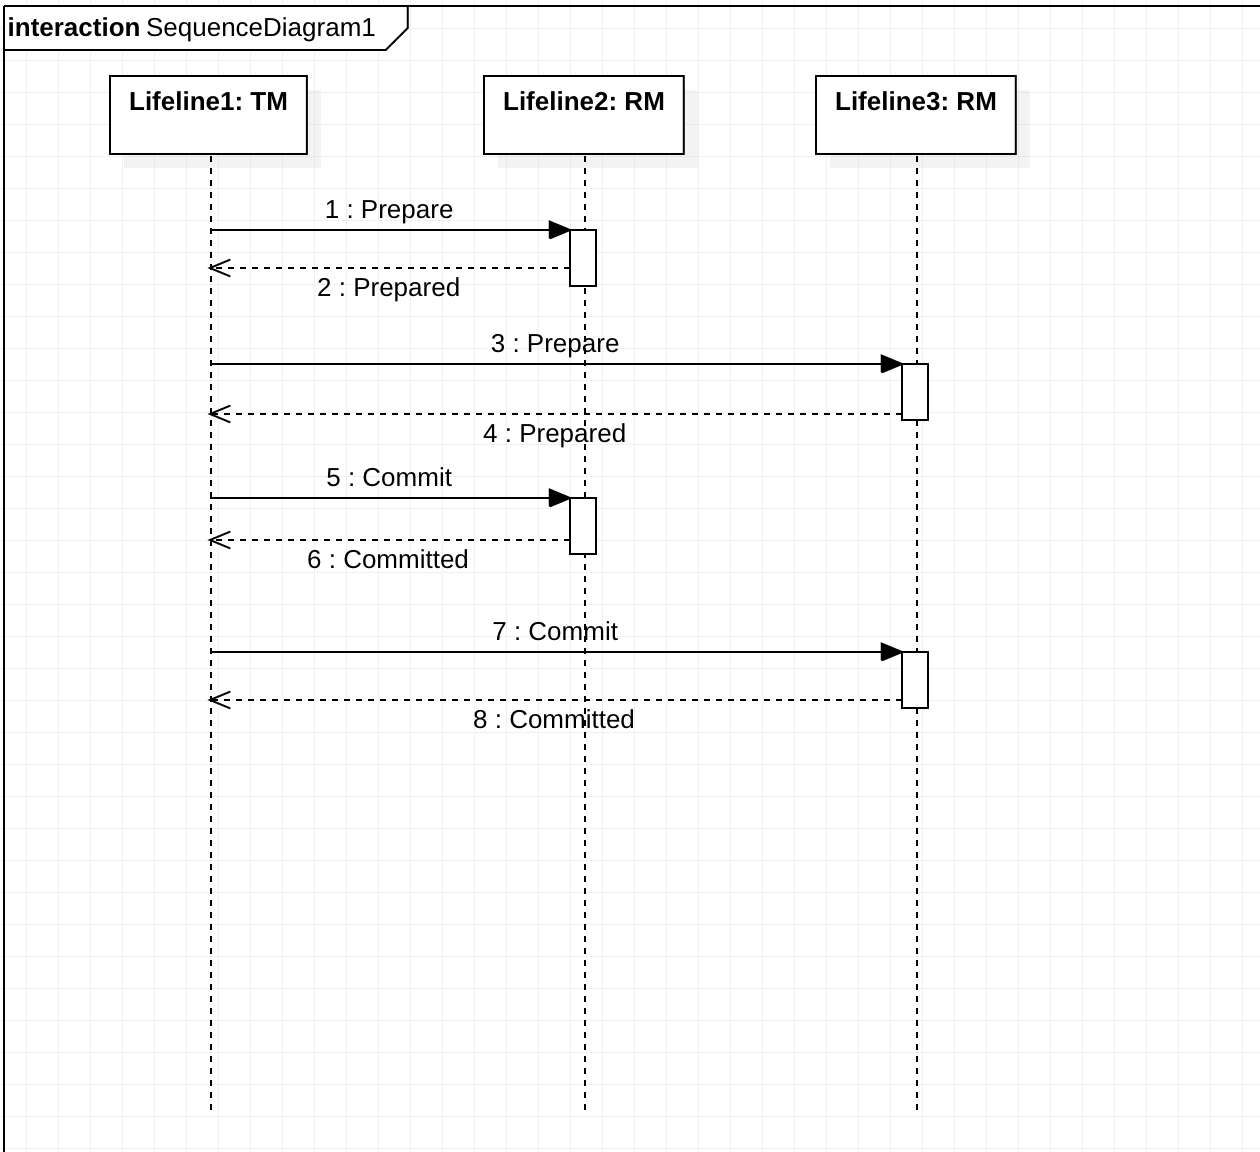 interaction SequenceDiagram1
Lifeline1: TM
Lifeline2: RM
Lifeline3: RM
1 : Prepare
2 : Prepared
3 : Prepare
4 : Prepared
5 : Commit
6 : Committed
7 : Commit
8 : Committed